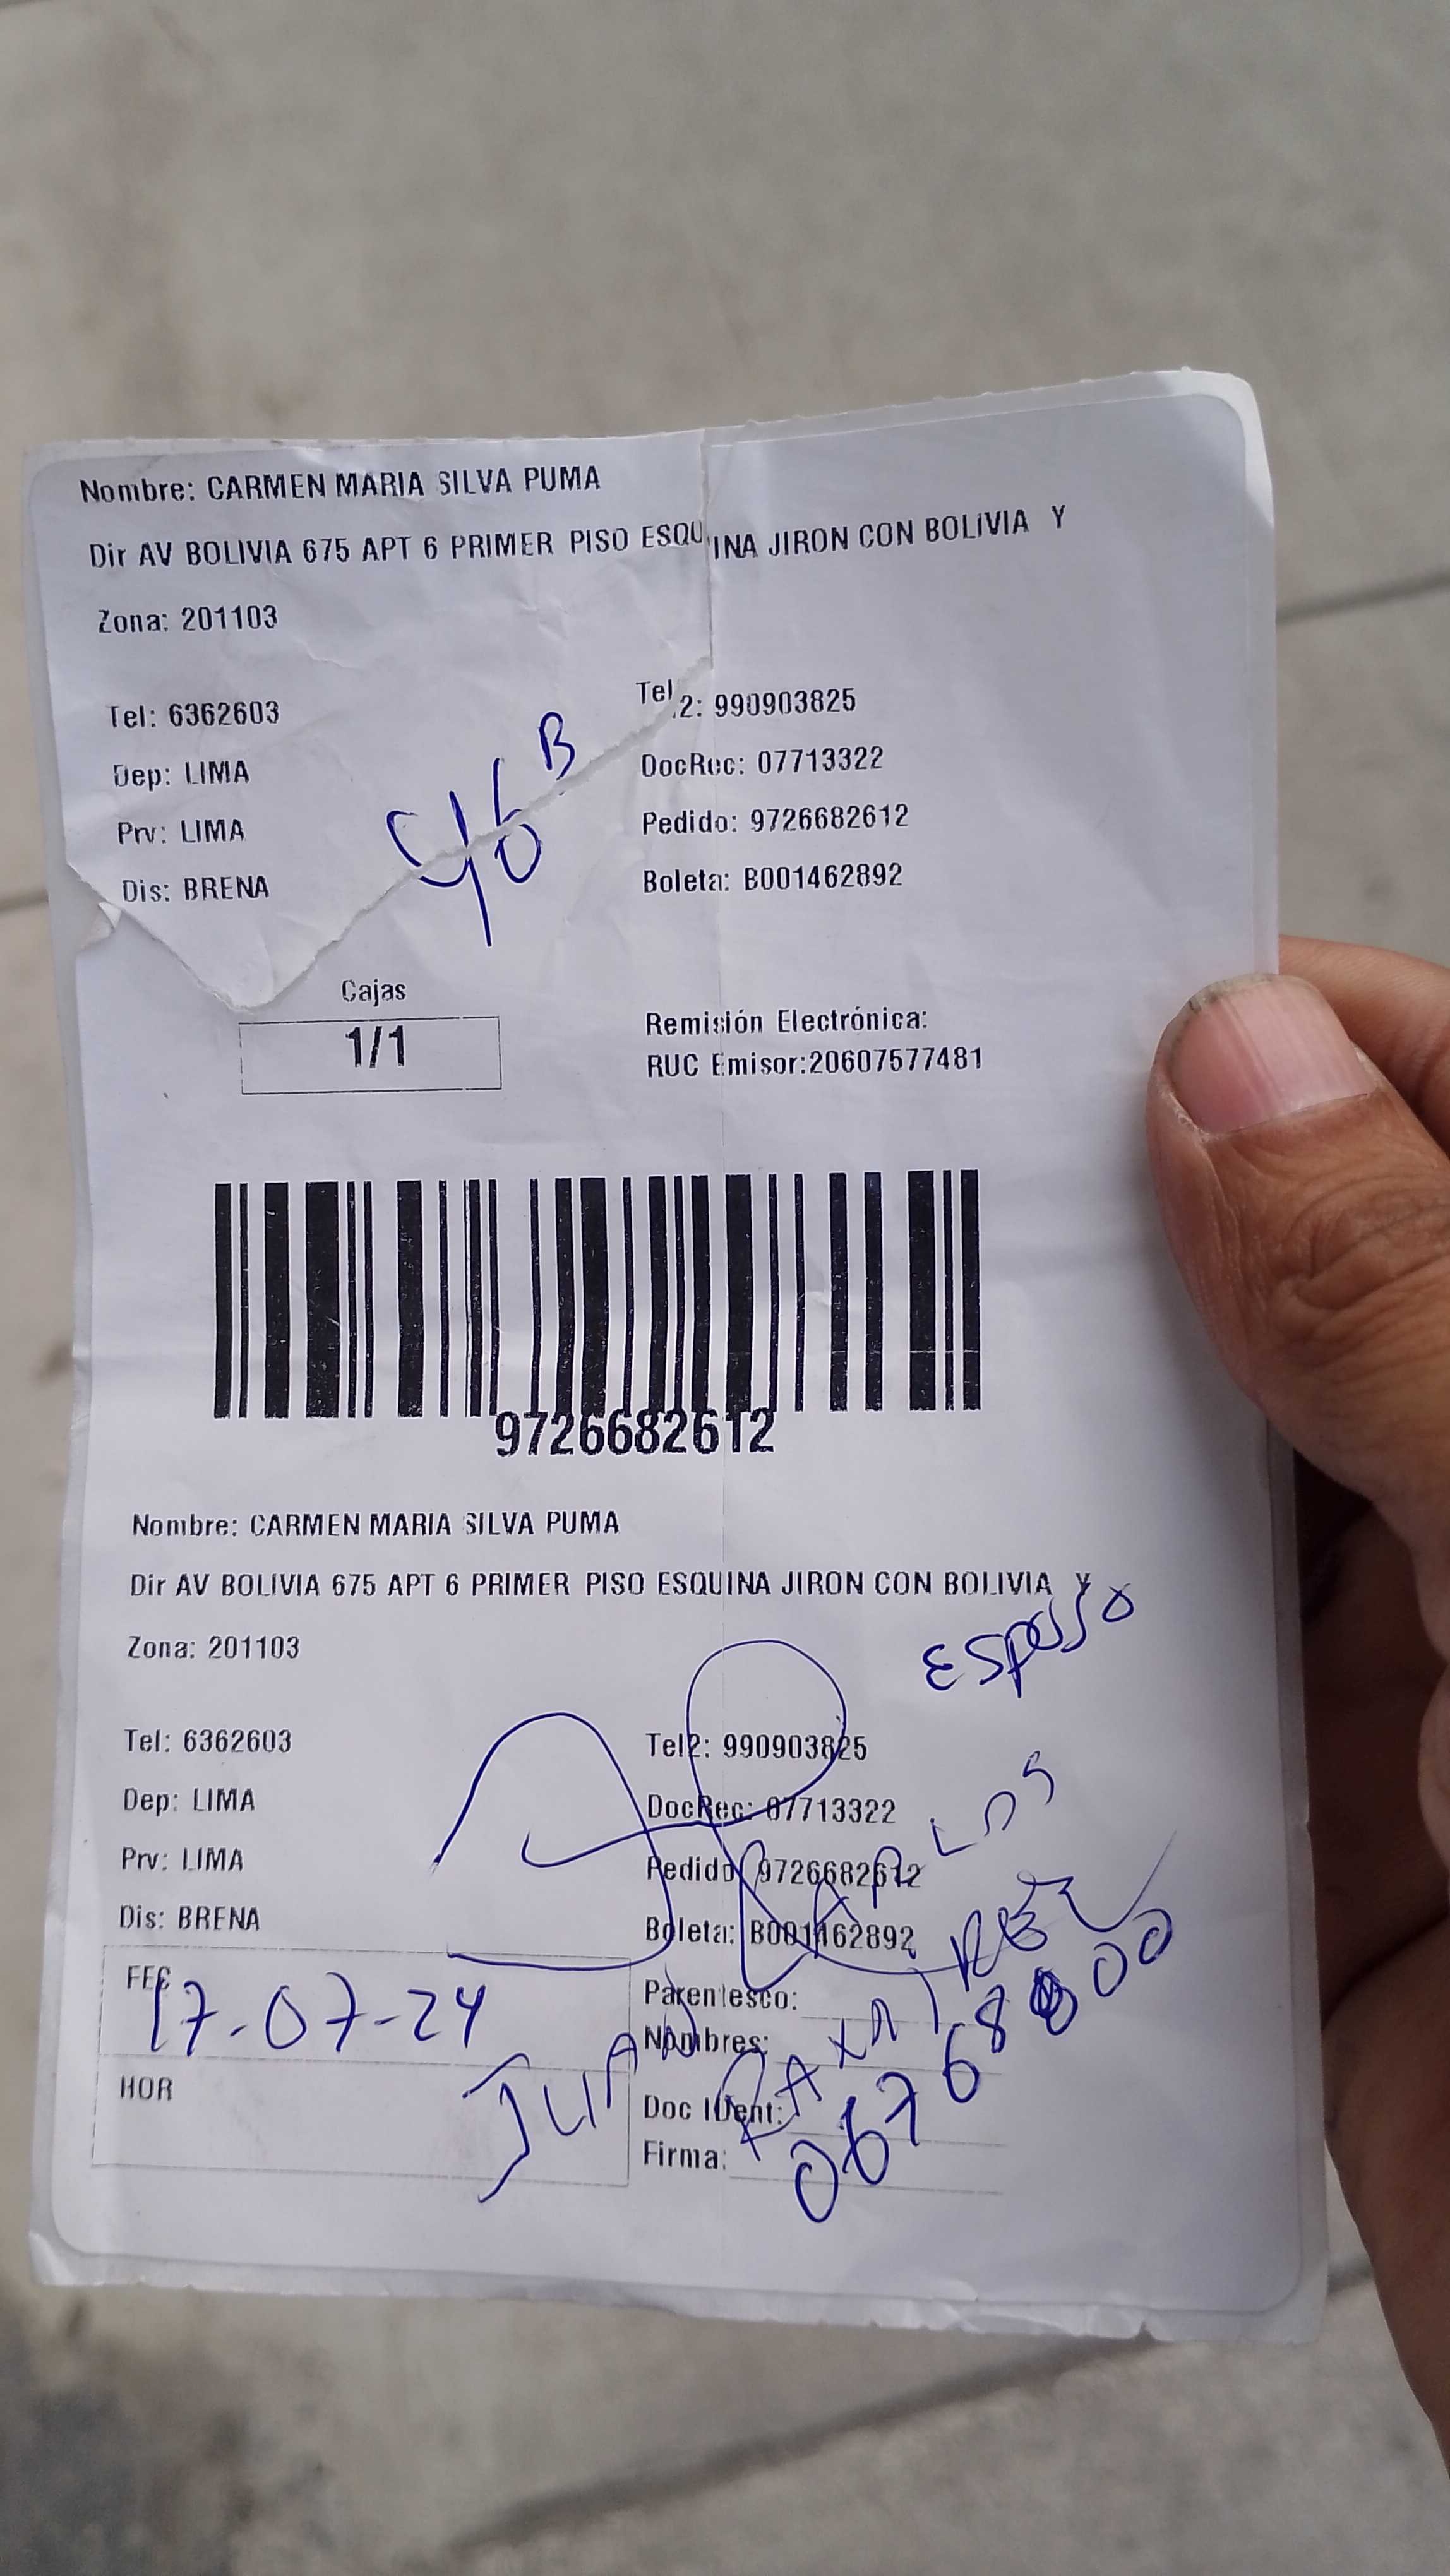 Nombre: CARMEN MARIA SILVA PUMA
Dir AV BOLIVIA 675 APT 6 PRIMER PISO ESQUINA JIRON CON BOLIVIA Y
Zona: 201103
Tel: 6362603 Tel2: 990903825
Dep: LIMA DocRec: 07713322
Prv: LIMA Pedido: 9726682612
Dis: BRENA Boleta: B001462892
46 B
Cajas
1/1
Remisión Electrónica:
RUC Emisor:20607577481
9726682612
Nombre: CARMEN MARIA SILVA PUMA
Dir AV BOLIVIA 675 APT 6 PRIMER PISO ESQUINA JIRON CON BOLIVIA Y
Zona: 201103
Esposo
Tel: 6362603 Tel2: 990903825
Dep: LIMA DocRec: 07713322
Prv: LIMA Pedido: 9726682612
Dis: BRENA Boleta: B001462892
FEC 17-07-24
HOR
Parentesco:
Nombres:
Doc IDent:
Firma:
JUAN CARLOS